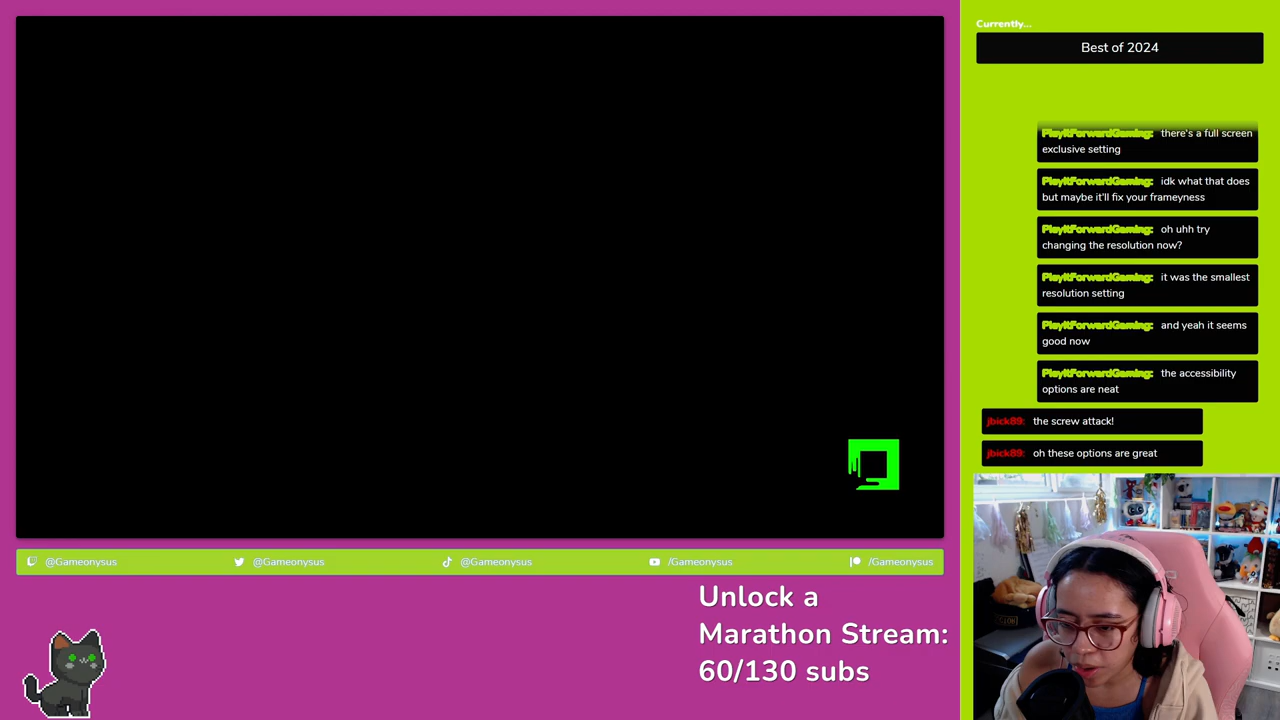 Currently...
Best of 2024
PlayItForwardGaming: there's a full screen
exclusive setting
PlayItForwardGaming: idk what that does
but maybe it'll fix your frameyness
PlayItForwardGaming: oh uhh try
changing the resolution now?
PlayItForwardGaming: it was the smallest
resolution setting
PlayItForwardGaming: and yeah it seems
good now
PlayItForwardGaming: the accessibility
options are neat
jbick89: the screw attack!
jbick89: oh these options are great
@Gameonysus @Gameonysus @Gameonysus /Gameonysus /Gameonysus
Unlock a
Marathon Stream:
60/130 subs